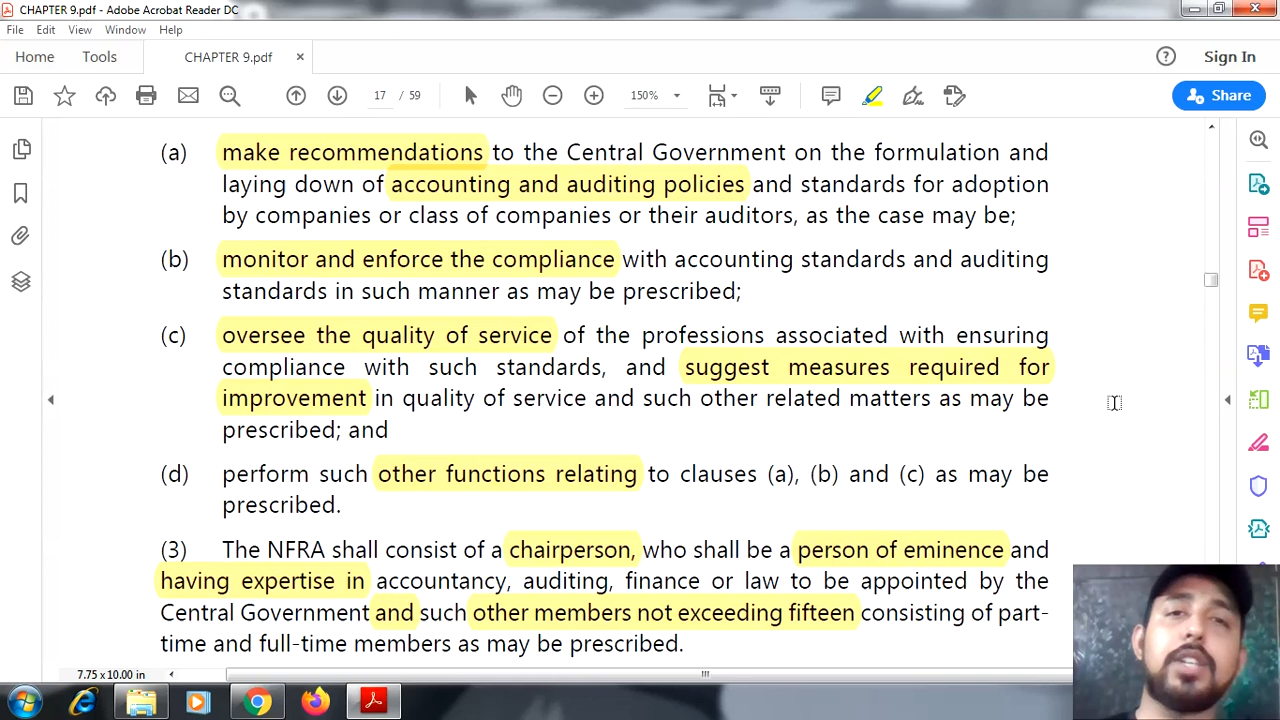 CHAPTER 9.pdf - Adobe Acrobat Reader DC
File Edit View Window Help
Home Tools CHAPTER 9.pdf × Sign In
17 / 59 150% Share
(a) make recommendations to the Central Government on the formulation and
laying down of accounting and auditing policies and standards for adoption
by companies or class of companies or their auditors, as the case may be;
(b) monitor and enforce the compliance with accounting standards and auditing
standards in such manner as may be prescribed;
(c) oversee the quality of service of the professions associated with ensuring
compliance with such standards, and suggest measures required for
improvement in quality of service and such other related matters as may be
prescribed; and
(d) perform such other functions relating to clauses (a), (b) and (c) as may be
prescribed.
(3) The NFRA shall consist of a chairperson, who shall be a person of eminence and
having expertise in accountancy, auditing, finance or law to be appointed by the
Central Government and such other members not exceeding fifteen consisting of part-
time and full-time members as may be prescribed.
7.75 x 10.00 in